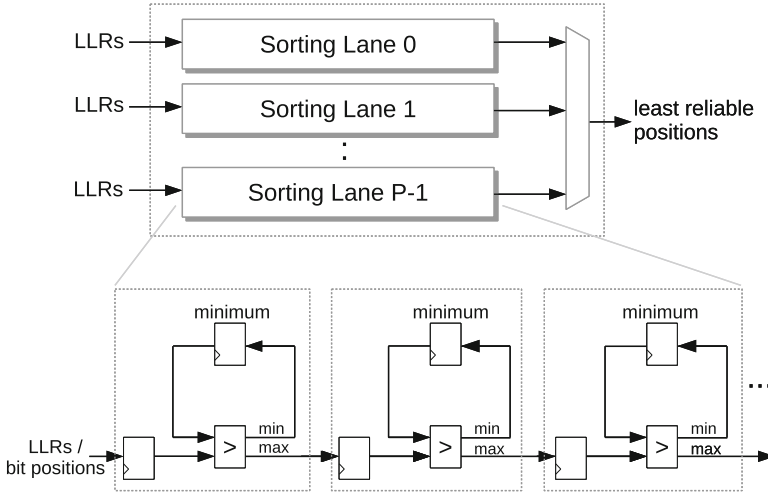 LLRs
Sorting Lane 0
LLRs
Sorting Lane 1
least reliable
positions
:
LLRs
Sorting Lane P-1
minimum
minimum
minimum
...
LLRs /
bit positions
>
min
max
>
min
max
>
min
max